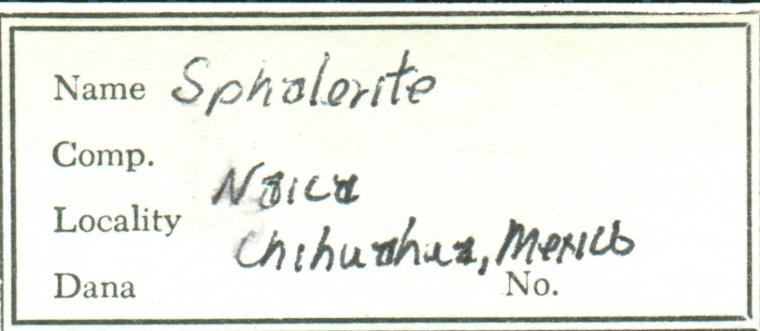 Name Sphalerite
Comp.
Naica
Locality
Chihuahua, Mexico
Dana No.